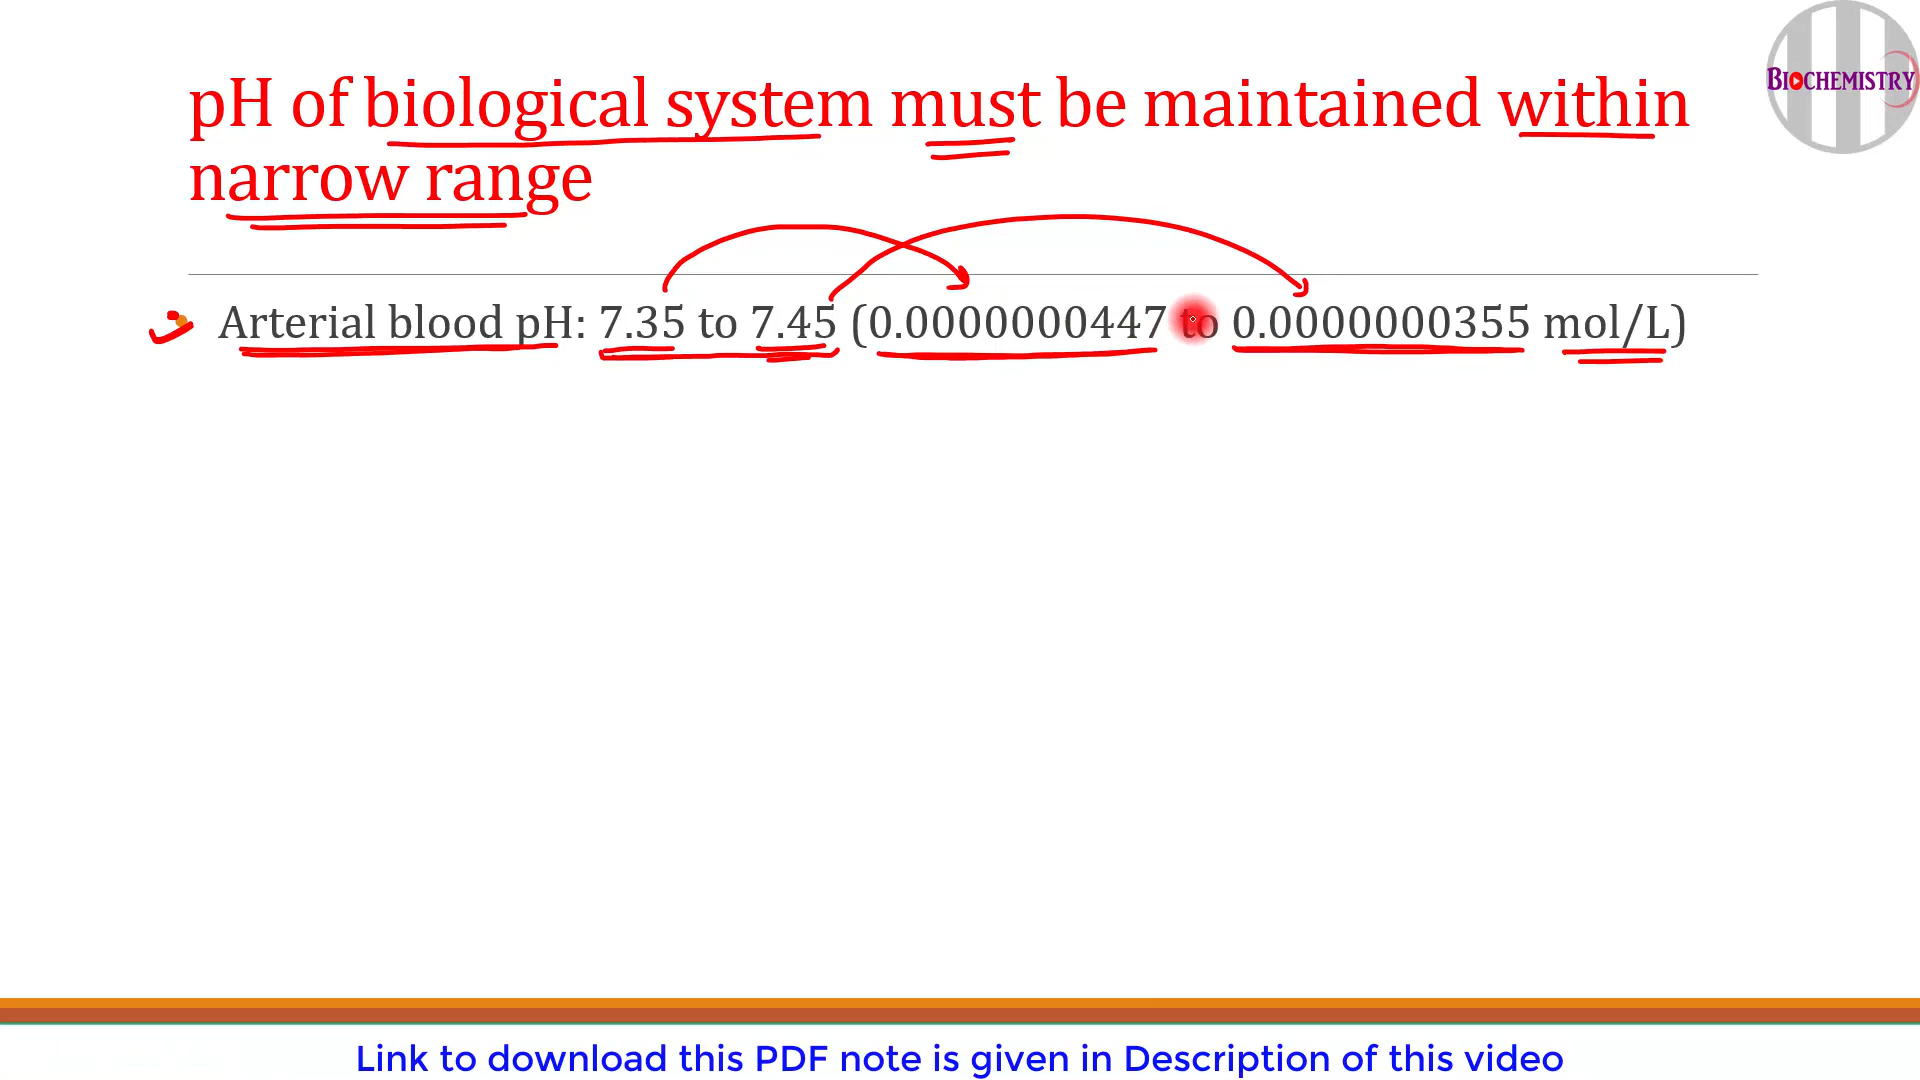 BIOCHEMISTRY
pH of biological system must be maintained within
narrow range
Arterial blood pH: 7.35 to 7.45 (0.0000000447 to 0.0000000355 mol/L)
Link to download this PDF note is given in Description of this video